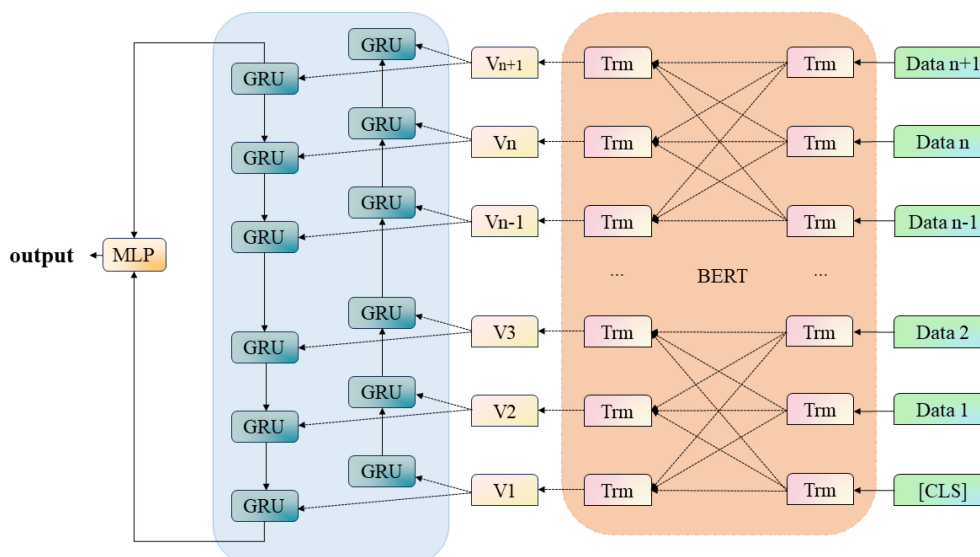 GRU
GRU Vn+1 Trm Trm Data n+1
GRU
GRU Vn Trm Trm Data n
GRU
GRU Vn-1 Trm Trm Data n-1
output MLP
... BERT ...
GRU
GRU V3 Trm Trm Data 2
GRU
GRU V2 Trm Trm Data 1
GRU
GRU V1 Trm Trm [CLS]